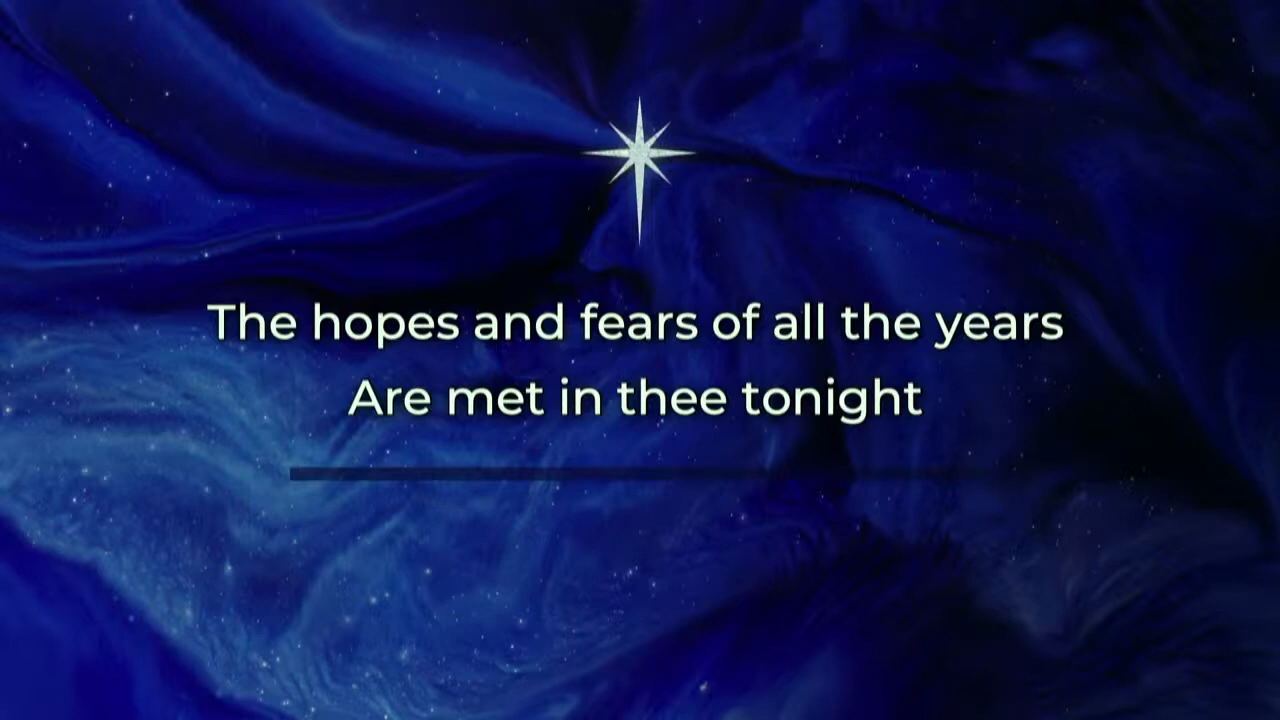 The hopes and fears of all the years
Are met in thee tonight